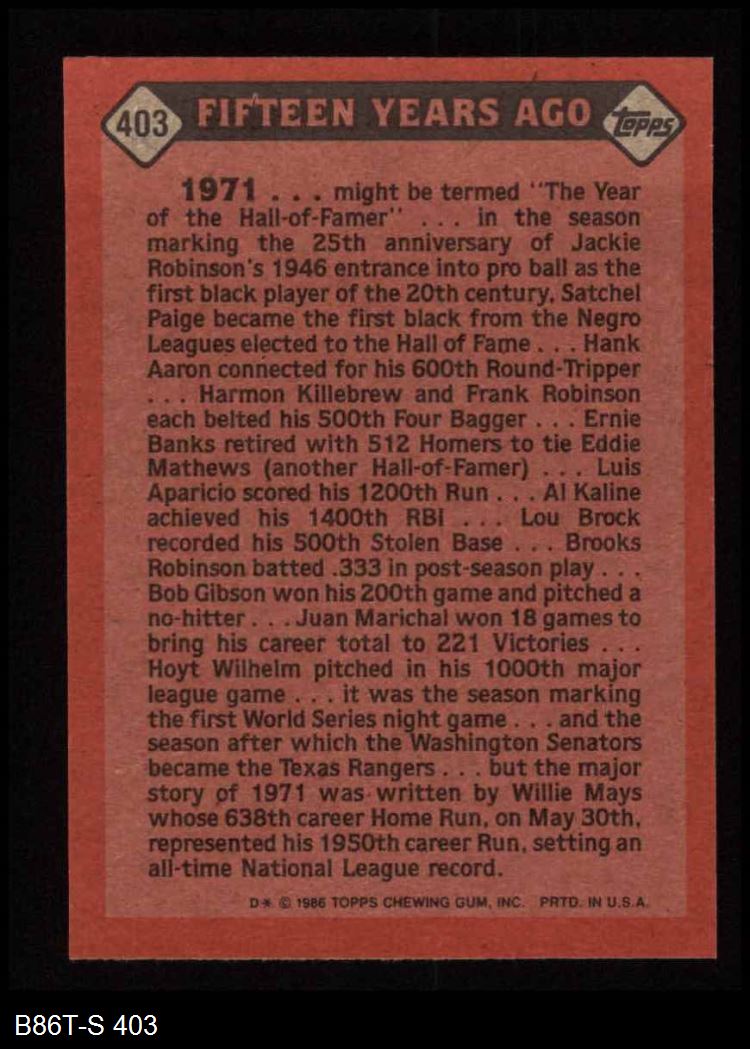 403 FIFTEEN YEARS AGO TOPPS
1971 . . . might be termed "The Year
of the Hall-of-Famer" . . . in the season
marking the 25th anniversary of Jackie
Robinson's 1946 entrance into pro ball as the
first black player of the 20th century, Satchel
Paige became the first black from the Negro
Leagues elected to the Hall of Fame . . . Hank
Aaron connected for his 600th Round-Tripper
. . . Harmon Killebrew and Frank Robinson
each belted his 500th Four Bagger . . . Ernie
Banks retired with 512 Homers to tie Eddie
Mathews (another Hall-of-Famer) . . . Luis
Aparicio scored his 1200th Run . . . Al Kaline
achieved his 1400th RBI . . . Lou Brock
recorded his 500th Stolen Base . . . Brooks
Robinson batted .333 in post-season play . . .
Bob Gibson won his 200th game and pitched a
no-hitter . . . Juan Marichal won 18 games to
bring his career total to 221 Victories . . .
Hoyt Wilhelm pitched in his 1000th major
league game . . . it was the season marking
the first World Series night game . . . and the
season after which the Washington Senators
became the Texas Rangers . . . but the major
story of 1971 was written by Willie Mays
whose 638th career Home Run, on May 30th,
represented his 1950th career Run, setting an
all-time National League record.
D* © 1986 TOPPS CHEWING GUM, INC. PRTD. IN U.S.A.
B86T-S 403